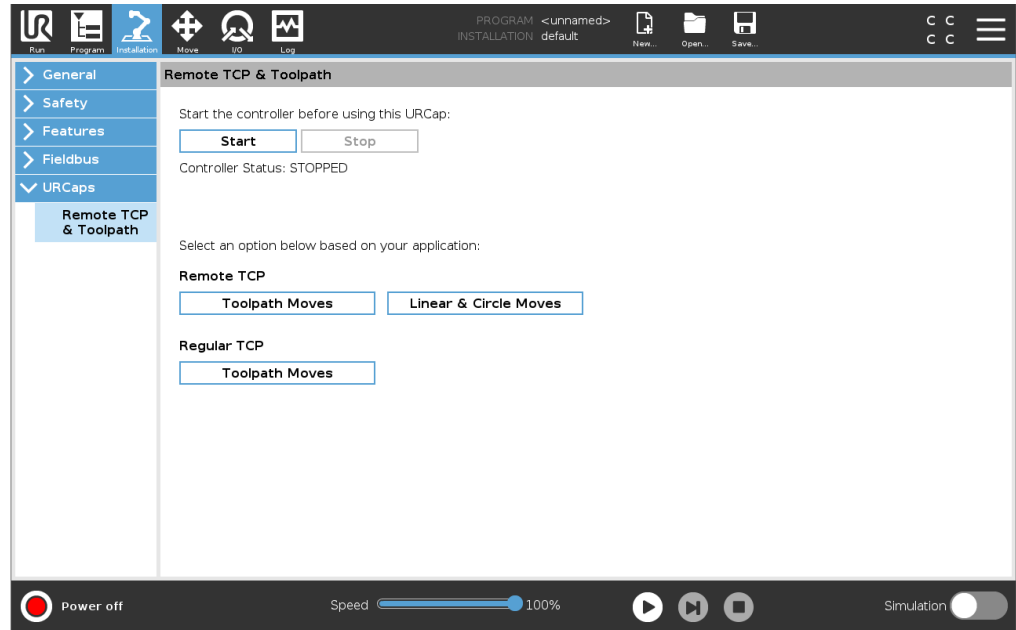 UR
PROGRAM <unnamed>
INSTALLATION default
C C
C C
Run Program Installation Move I/O Log New... Open... Save...
General
Safety
Features
Fieldbus
URCaps
Remote TCP
& Toolpath
Remote TCP & Toolpath
Start the controller before using this URCap:
Start Stop
Controller Status: STOPPED
Select an option below based on your application:
Remote TCP
Toolpath Moves Linear & Circle Moves
Regular TCP
Toolpath Moves
Power off Speed 100% Simulation